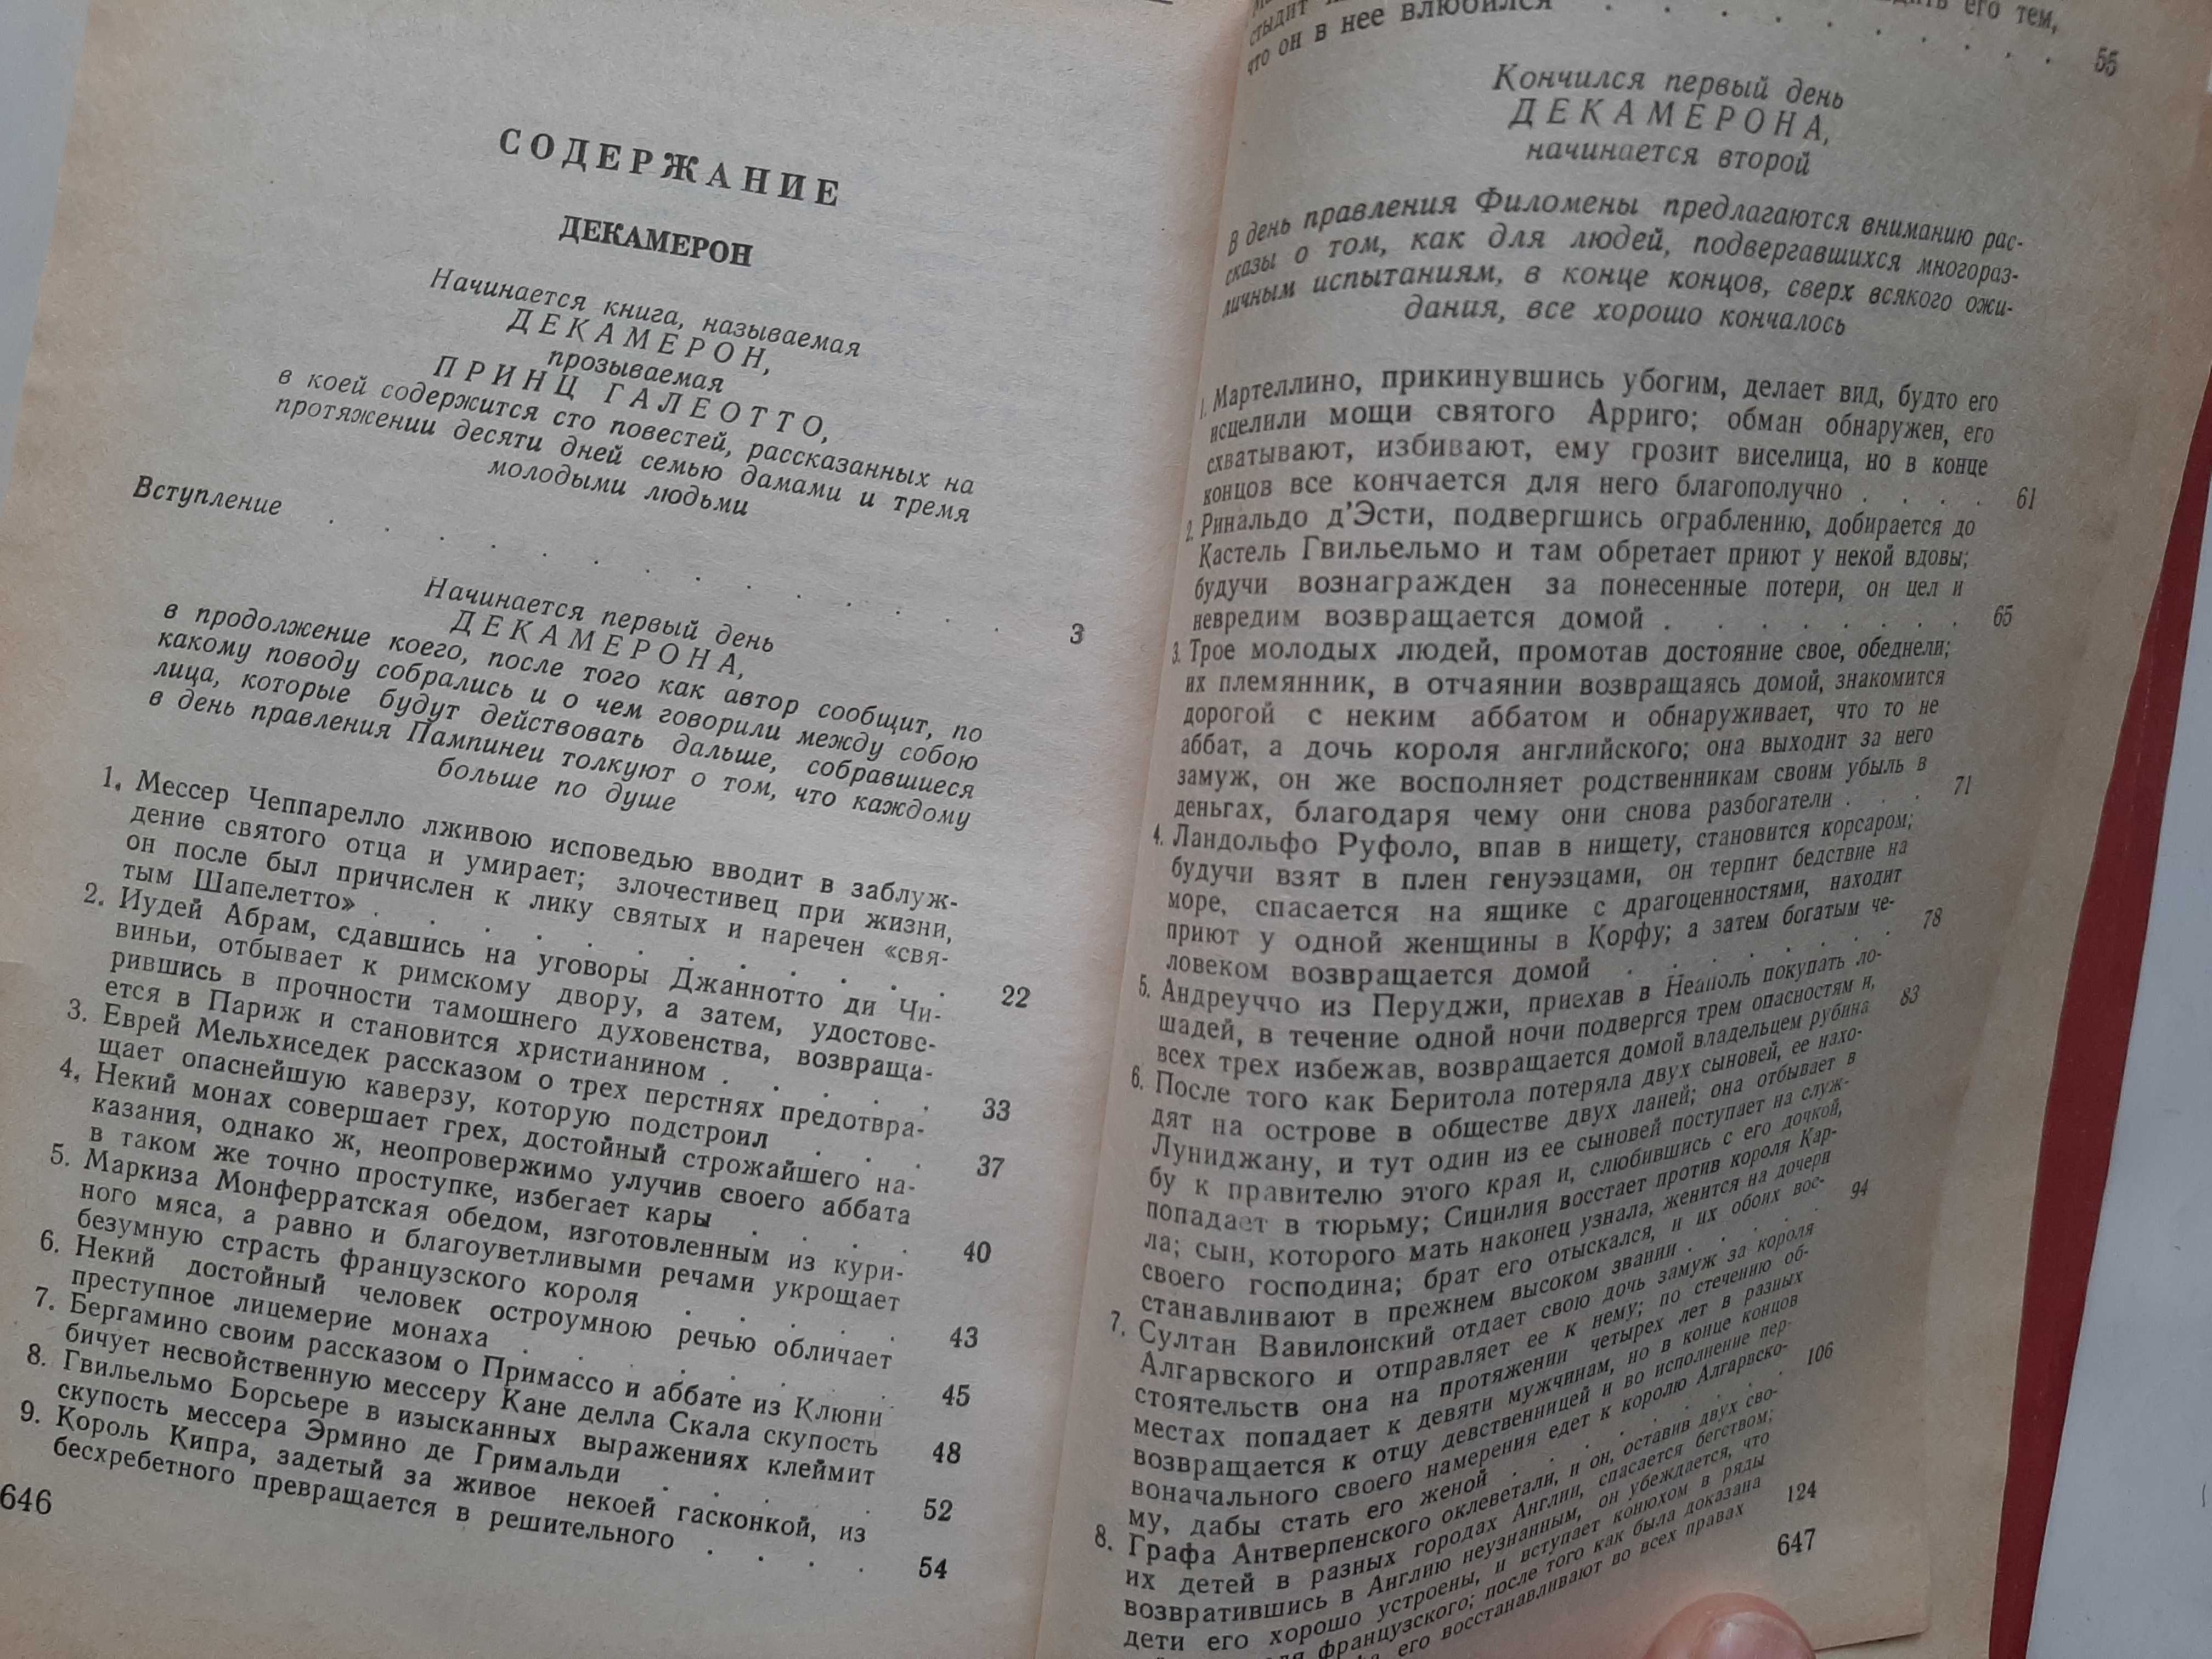 СОДЕРЖАНИЕ
ДЕКАМЕРОН
Начинается книга, называемая
ДЕКАМЕРОН,
прозываемая
ПРИНЦ ГАЛЕОТТО,
в коей содержится сто повестей, рассказанных на
протяжении десяти дней семью дамами и тремя
молодыми людьми
Вступление . . . . . . . . . . . . . 3
Начинается первый день
ДЕКАМЕРОНА,
в продолжение коего, после того как автор сообщит, по
какому поводу собрались и о чем говорили между собою
лица, которые будут действовать дальше, собравшиеся
в день правления Пампинеи толкуют о том, что каждому
больше по душе
1. Мессер Чеппарелло лживою исповедью вводит в заблуж-
дение святого отца и умирает; злочестивец при жизни,
он после был причислен к лику святых и наречен «свя-
тым Шапелетто» . . . . . . . . . . . 22
2. Иудей Абрам, сдавшись на уговоры Джаннотто ди Чи-
виньи, отбывает к римскому двору, а затем, удостове-
рившись в прочности тамошнего духовенства, возвраща-
ется в Париж и становится христианином . . . . . 33
3. Еврей Мельхиседек рассказом о трех перстнях предотвра-
щает опаснейшую каверзу, которую подстроил . . . 37
4. Некий монах совершает грех, достойный строжайшего на-
казания, однако ж, неопровержимо улучив своего аббата
в таком же точно проступке, избегает кары . . . . 40
5. Маркиза Монферратская обедом, изготовленным из кури-
ного мяса, а равно и благоуветливыми речами укрощает
безумную страсть французского короля . . . . . 43
6. Некий достойный человек остроумною речью обличает
преступное лицемерие монаха . . . . . . . . 45
7. Бергамино своим рассказом о Примассо и аббате из Клюни
бичует несвойственную мессеру Кане делла Скала скупость 48
8. Гвильельмо Борсьере в изысканных выражениях клеймит
скупость мессера Эрмино де Гримальди . . . . . 52
9. Король Кипра, задетый за живое некоей гасконкой, из
бесхребетного превращается в решительного . . . . 54
646
стыдит его тем,
что он в нее влюбился . . . . . . . . . . 55
Кончился первый день
ДЕКАМЕРОНА,
начинается второй
В день правления Филомены предлагаются вниманию рас-
сказы о том, как для людей, подвергавшихся многораз-
личным испытаниям, в конце концов, сверх всякого ожи-
дания, все хорошо кончалось
1. Мартеллино, прикинувшись убогим, делает вид, будто его
исцелили мощи святого Арриго; обман обнаружен, его
схватывают, избивают, ему грозит виселица, но в конце
концов все кончается для него благополучно . . . . 61
2. Ринальдо д'Эсти, подвергшись ограблению, добирается до
Кастель Гвильельмо и там обретает приют у некой вдовы;
будучи вознагражден за понесенные потери, он цел и
невредим возвращается домой . . . . . . . . 65
3. Трое молодых людей, промотав достояние свое, обеднели;
их племянник, в отчаянии возвращаясь домой, знакомится
дорогой с неким аббатом и обнаруживает, что то не
аббат, а дочь короля английского; она выходит за него
замуж, он же восполняет родственникам своим убыль в
деньгах, благодаря чему они снова разбогатели . . . 71
4. Ландольфо Руфоло, впав в нищету, становится корсаром;
будучи взят в плен генуэзцами, он терпит бедствие на
море, спасается на ящике с драгоценностями, находит
приют у одной женщины в Корфу; а затем богатым че-
ловеком возвращается домой . . . . . . . . 78
5. Андреуччо из Перуджи, приехав в Неаполь покупать ло-
шадей, в течение одной ночи подвергся трем опасностям и,
всех трех избежав, возвращается домой владельцем рубина 83
6. После того как Беритола потеряла двух сыновей, ее нахо-
дят на острове в обществе двух ланей; она отбывает в
Луниджану, и тут один из ее сыновей поступает на служ-
бу к правителю этого края и, слюбившись с его дочкой,
попадает в тюрьму; Сицилия восстает против короля Кар-
ла; сын, которого мать наконец узнала, женится на дочери
своего господина; брат его отыскался, и их обоих вос-
станавливают в прежнем высоком звании . . . . . 94
7. Султан Вавилонский отдает свою дочь замуж за короля
Алгарвского и отправляет ее к нему; по стечению об-
стоятельств она на протяжении четырех лет в разных
местах попадает к девяти мужчинам, но в конце концов
возвращается к отцу девственницей и во исполнение пер-
воначального своего намерения едет к королю Алгарвско-
му, дабы стать его женой . . . . . . . . . 106
8. Графа Антверпенского оклеветали, и он, оставив двух сво-
их детей в разных городах Англии, спасается бегством;
возвратившись в Англию неузнанным, он убеждается, что
дети его хорошо устроены, и вступает конюхом в ряды
французского; после того как была доказана
его восстанавливают во всех правах 124
647